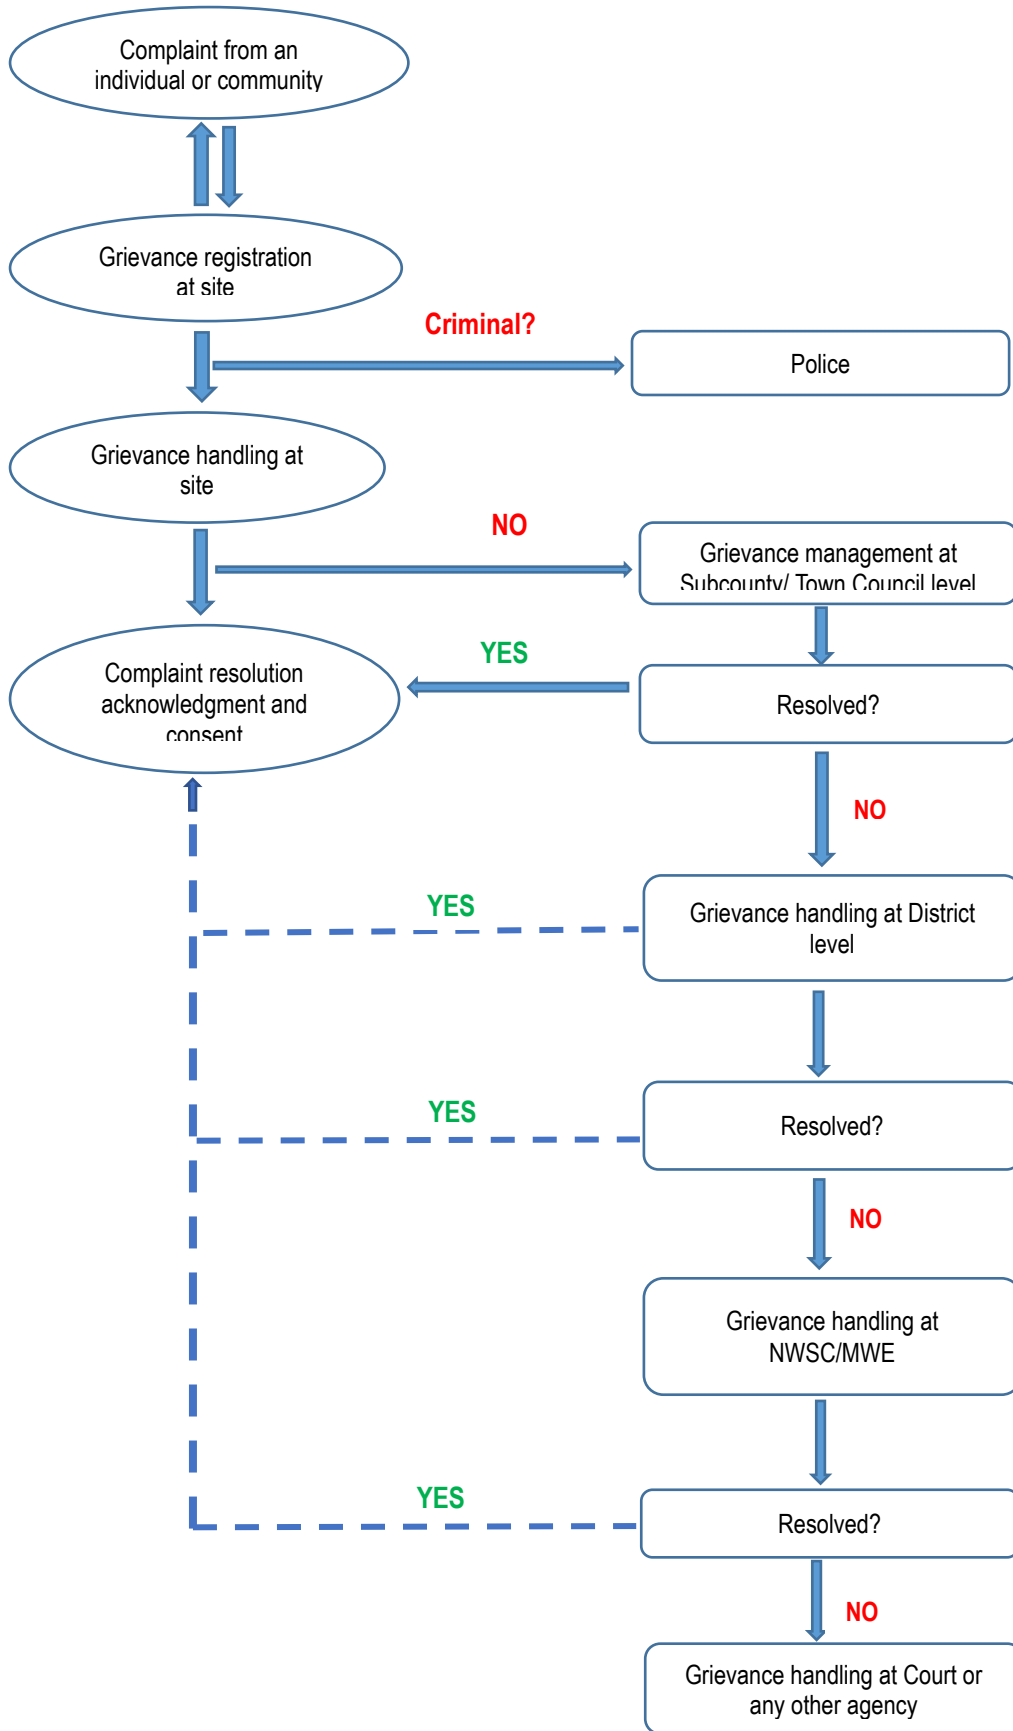 Complaint from an
individual or community
Grievance registration
at site
Criminal?
Police
Grievance handling at
site
NO
Grievance management at
Subcounty/ Town Council level
YES
Complaint resolution
acknowledgment and
consent
Resolved?
NO
YES
Grievance handling at District
level
YES
Resolved?
NO
Grievance handling at
NWSC/MWE
YES
Resolved?
NO
Grievance handling at Court or
any other agency